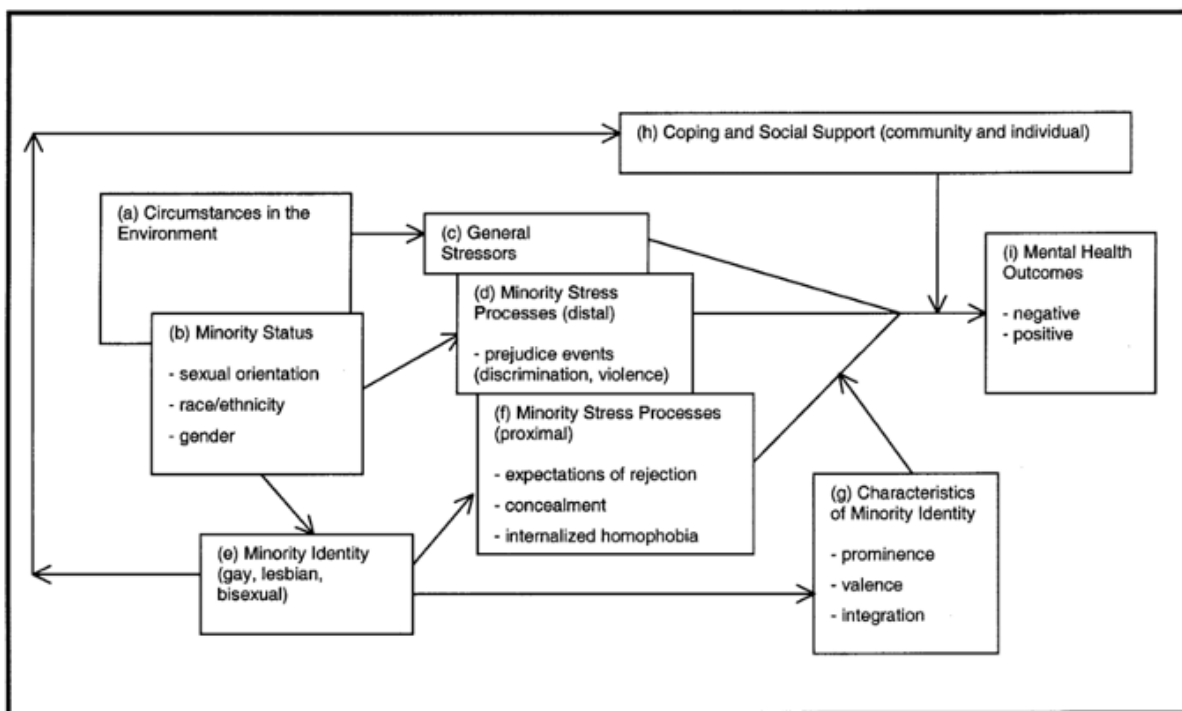 (h) Coping and Social Support (community and individual)
(a) Circumstances in the
Environment
(c) General
Stressors
(i) Mental Health
Outcomes
- negative
- positive
(d) Minority Stress
Processes (distal)
- prejudice events
(discrimination, violence)
(b) Minority Status
- sexual orientation
- race/ethnicity
- gender
(f) Minority Stress Processes
(proximal)
- expectations of rejection
- concealment
- internalized homophobia
(g) Characteristics
of Minority Identity
- prominence
- valence
- integration
(e) Minority Identity
(gay, lesbian,
bisexual)